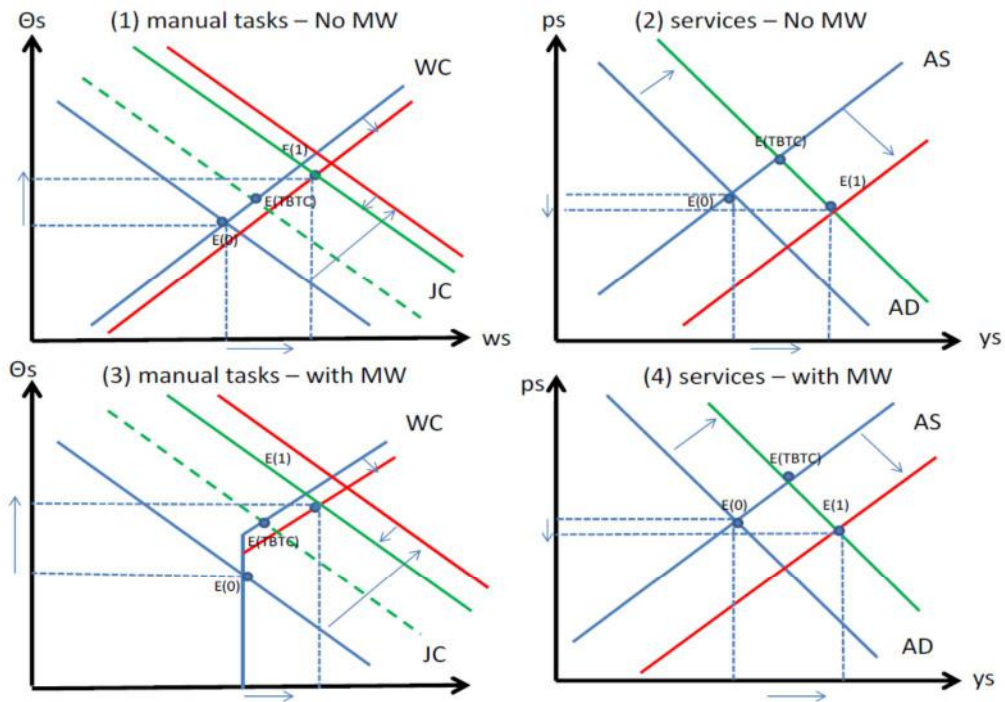 Θs
(1) manual tasks – No MW
WC
E(1)
E(TBTC)
E(0)
JC
ws
ps
(2) services – No MW
AS
E(TBTC)
E(1)
E(0)
AD
ys
Θs
(3) manual tasks – with MW
WC
E(1)
E(TBTC)
E(0)
JC
ps
(4) services – with MW
AS
E(TBTC)
E(0)
E(1)
AD
ys